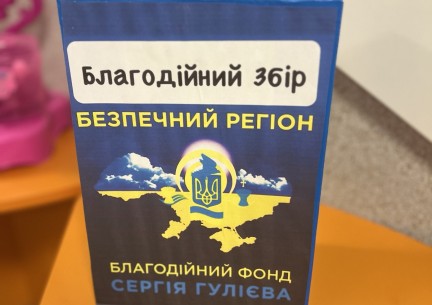 Благодійний Збір
БЕЗПЕЧНИЙ РЕГІОН
БЛАГОДІЙНИЙ ФОНД
СЕРГІЯ ГУЛІЄВА